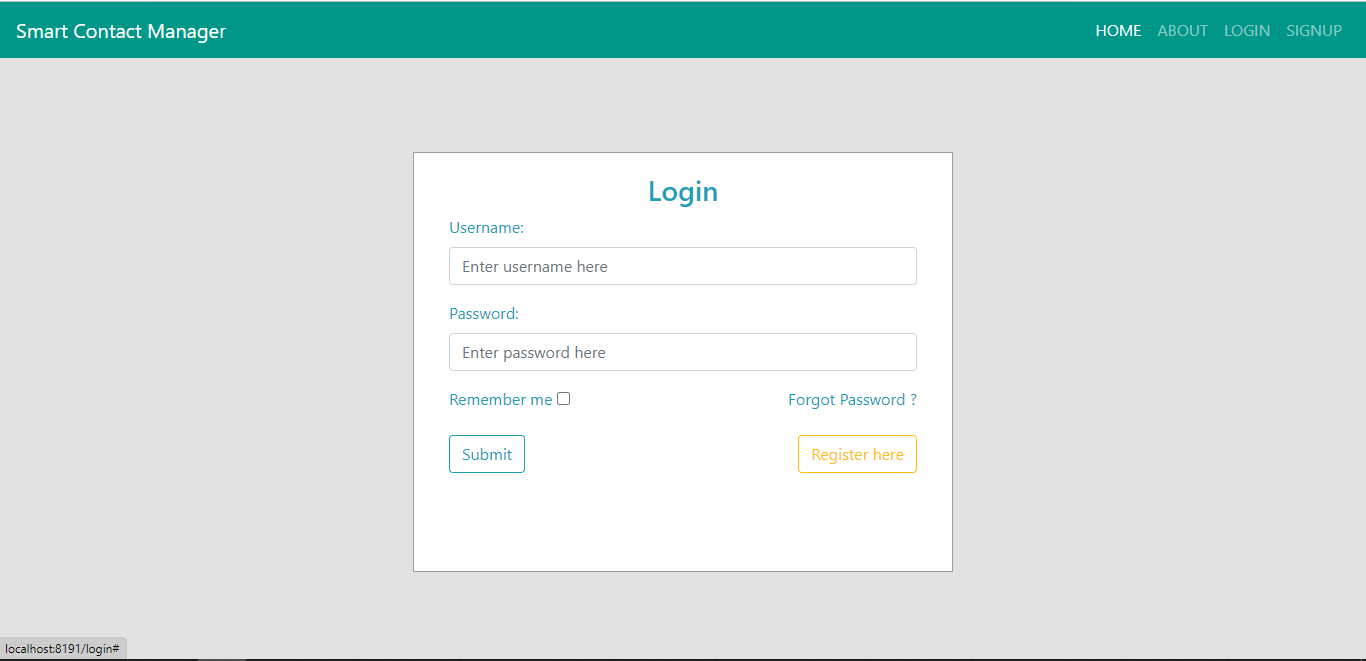 Smart Contact Manager HOME ABOUT LOGIN SIGNUP
Login
Username:
Enter username here
Password:
Enter password here
Remember me Forgot Password ?
Submit Register here
localhost:8191/login#